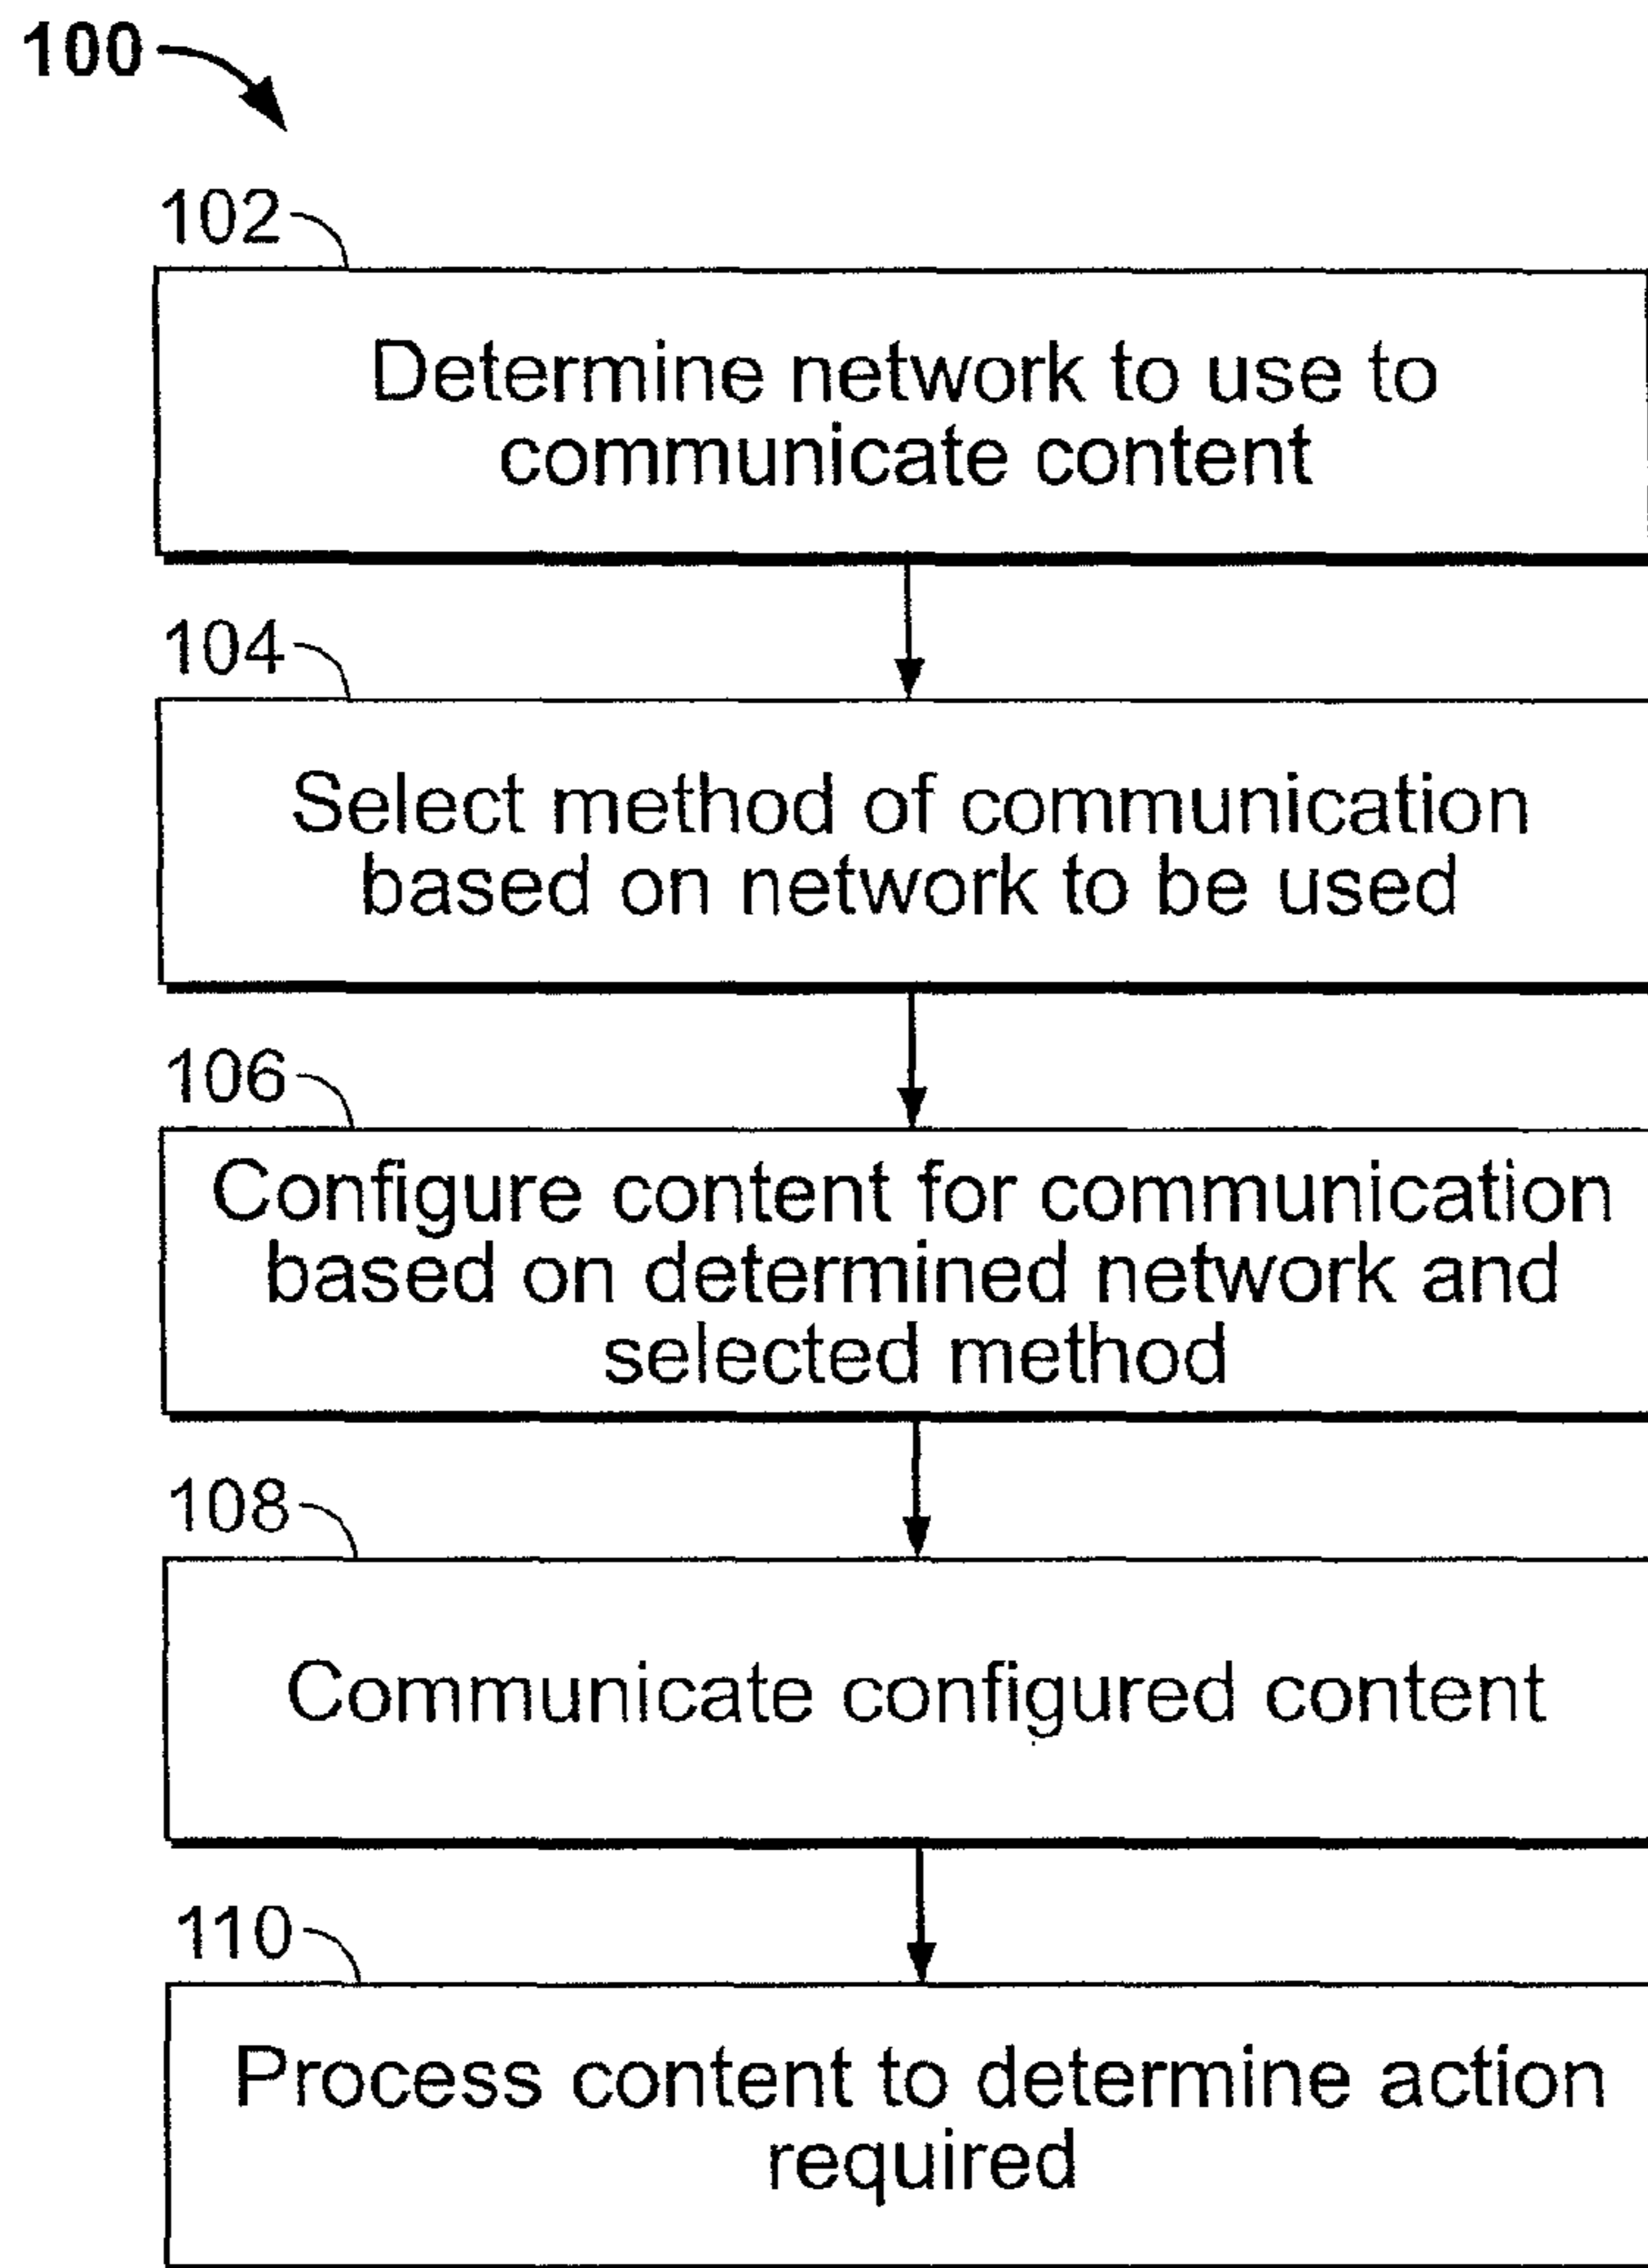 100
102
Determine network to use to
communicate content
104
Select method of communication
based on network to be used
106
Configure content for communication
based on determined network and
selected method
108
Communicate configured content
110
Process content to determine action
required